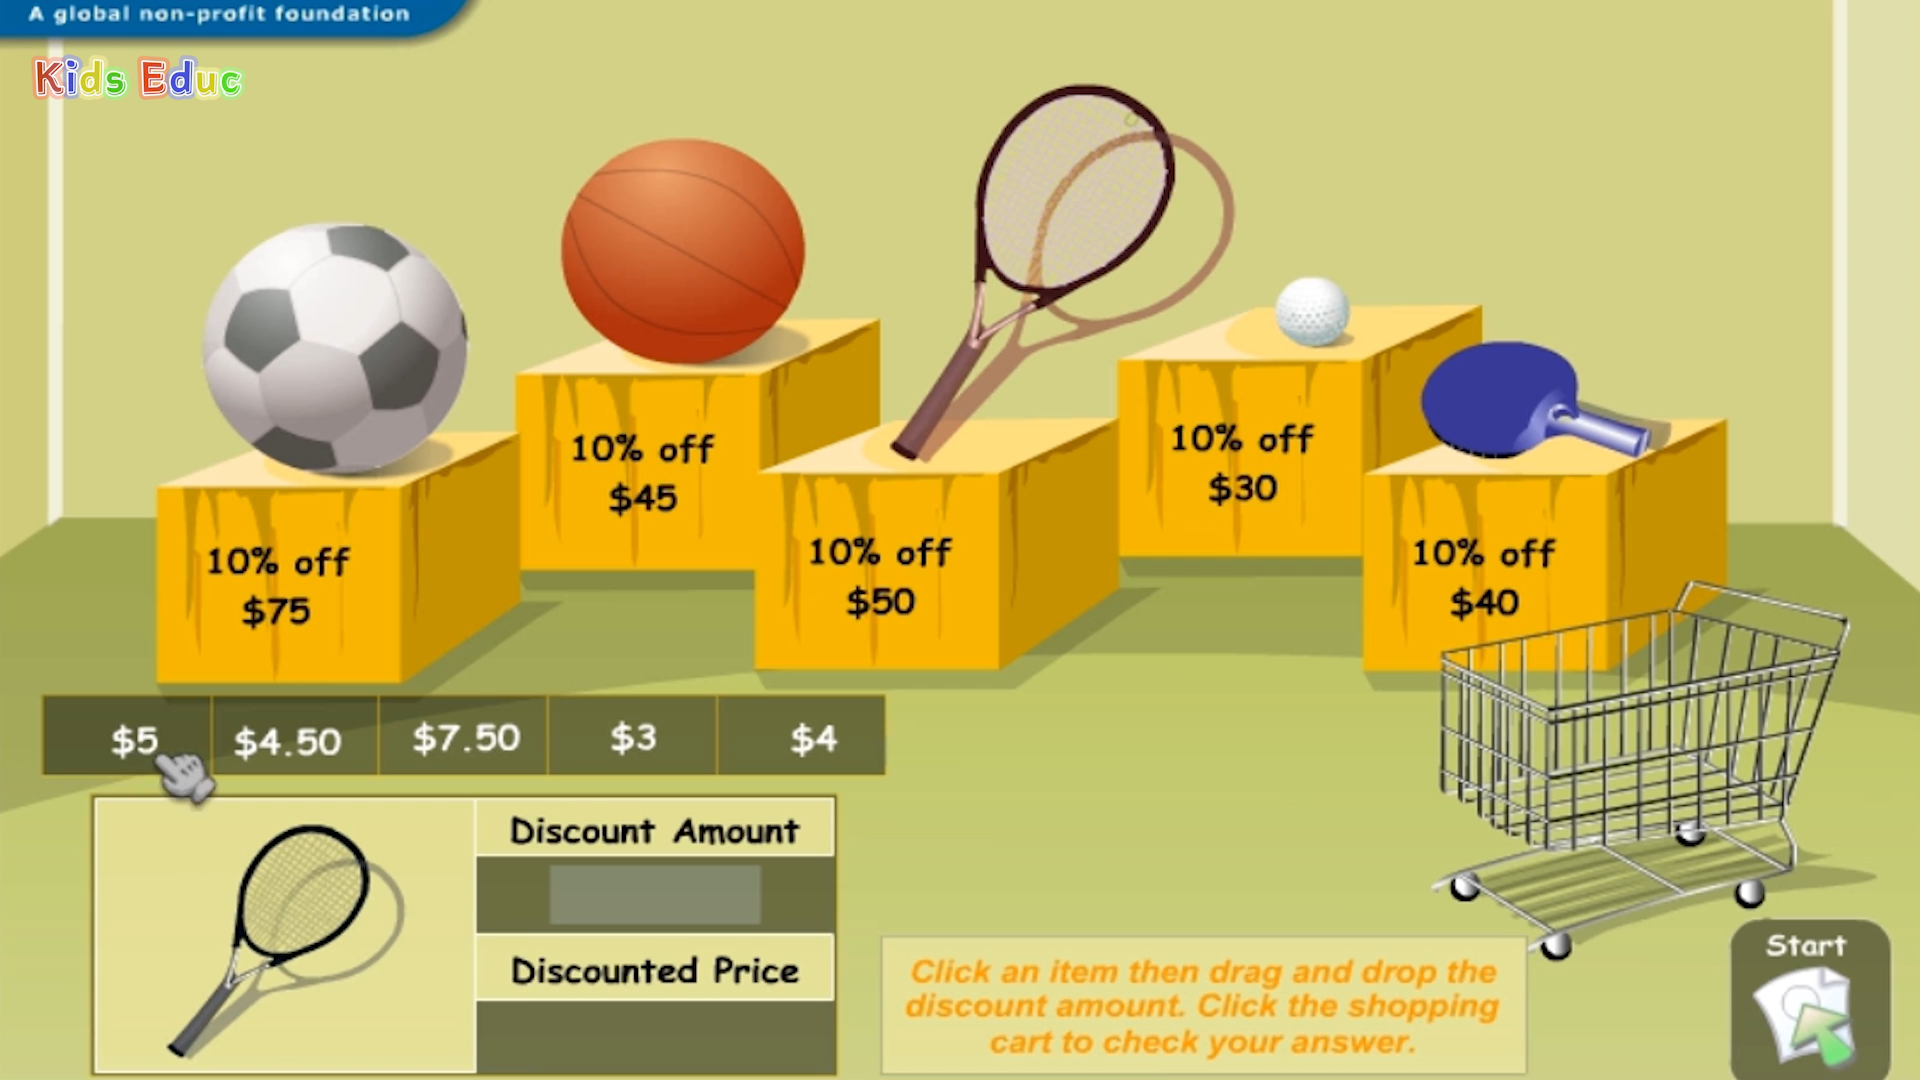 A global non-profit foundation
Kids Educ
10% off
$75
10% off
$45
10% off
$50
10% off
$30
10% off
$40
$5 $4.50 $7.50 $3 $4
Discount Amount
Discounted Price
Click an item then drag and drop the
discount amount. Click the shopping
cart to check your answer.
Start